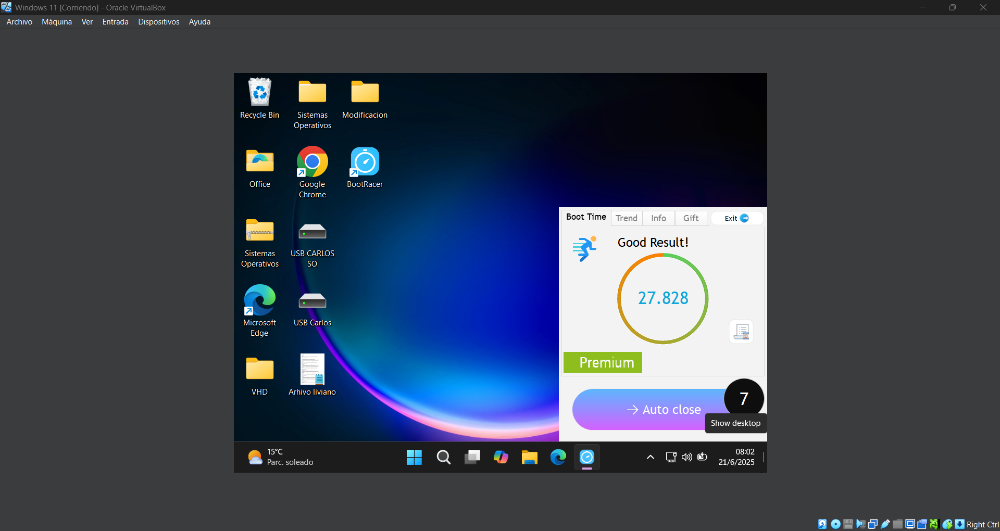 Windows 11 [Corriendo] - Oracle VirtualBox
Archivo Máquina Ver Entrada Dispositivos Ayuda
Recycle Bin
Sistemas
Operativos
Modificacion
Office
Google
Chrome
BootRacer
Sistemas
Operativos
USB CARLOS
SO
Microsoft
Edge
USB Carlos
VHD
Arhivo liviano
Boot Time Trend Info Gift Exit
Good Result!
27.828
Premium
7
→ Auto close
Show desktop
15°C
Parc. soleado
08:02
21/6/2025
Right Ctrl